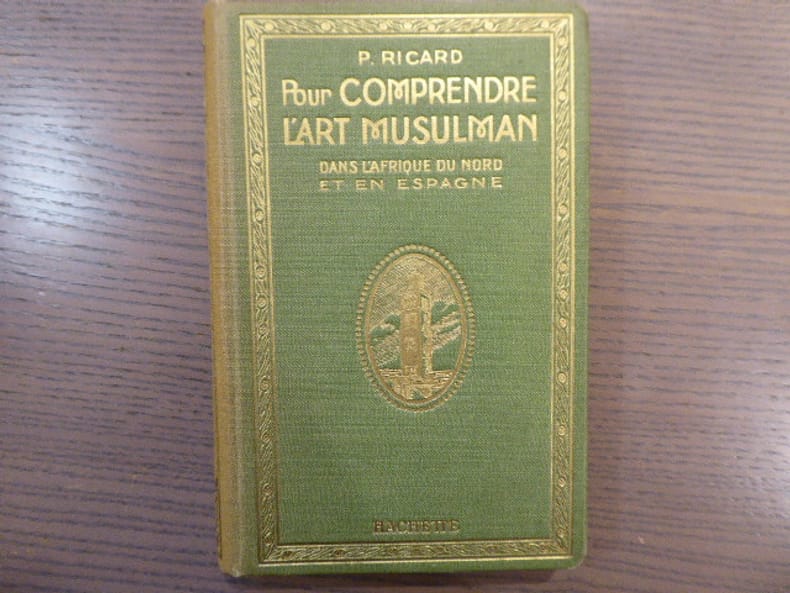 P. RICARD
Pour COMPRENDRE
L'ART MUSULMAN
DANS L'AFRIQUE DU NORD
ET EN ESPAGNE
HACHETTE